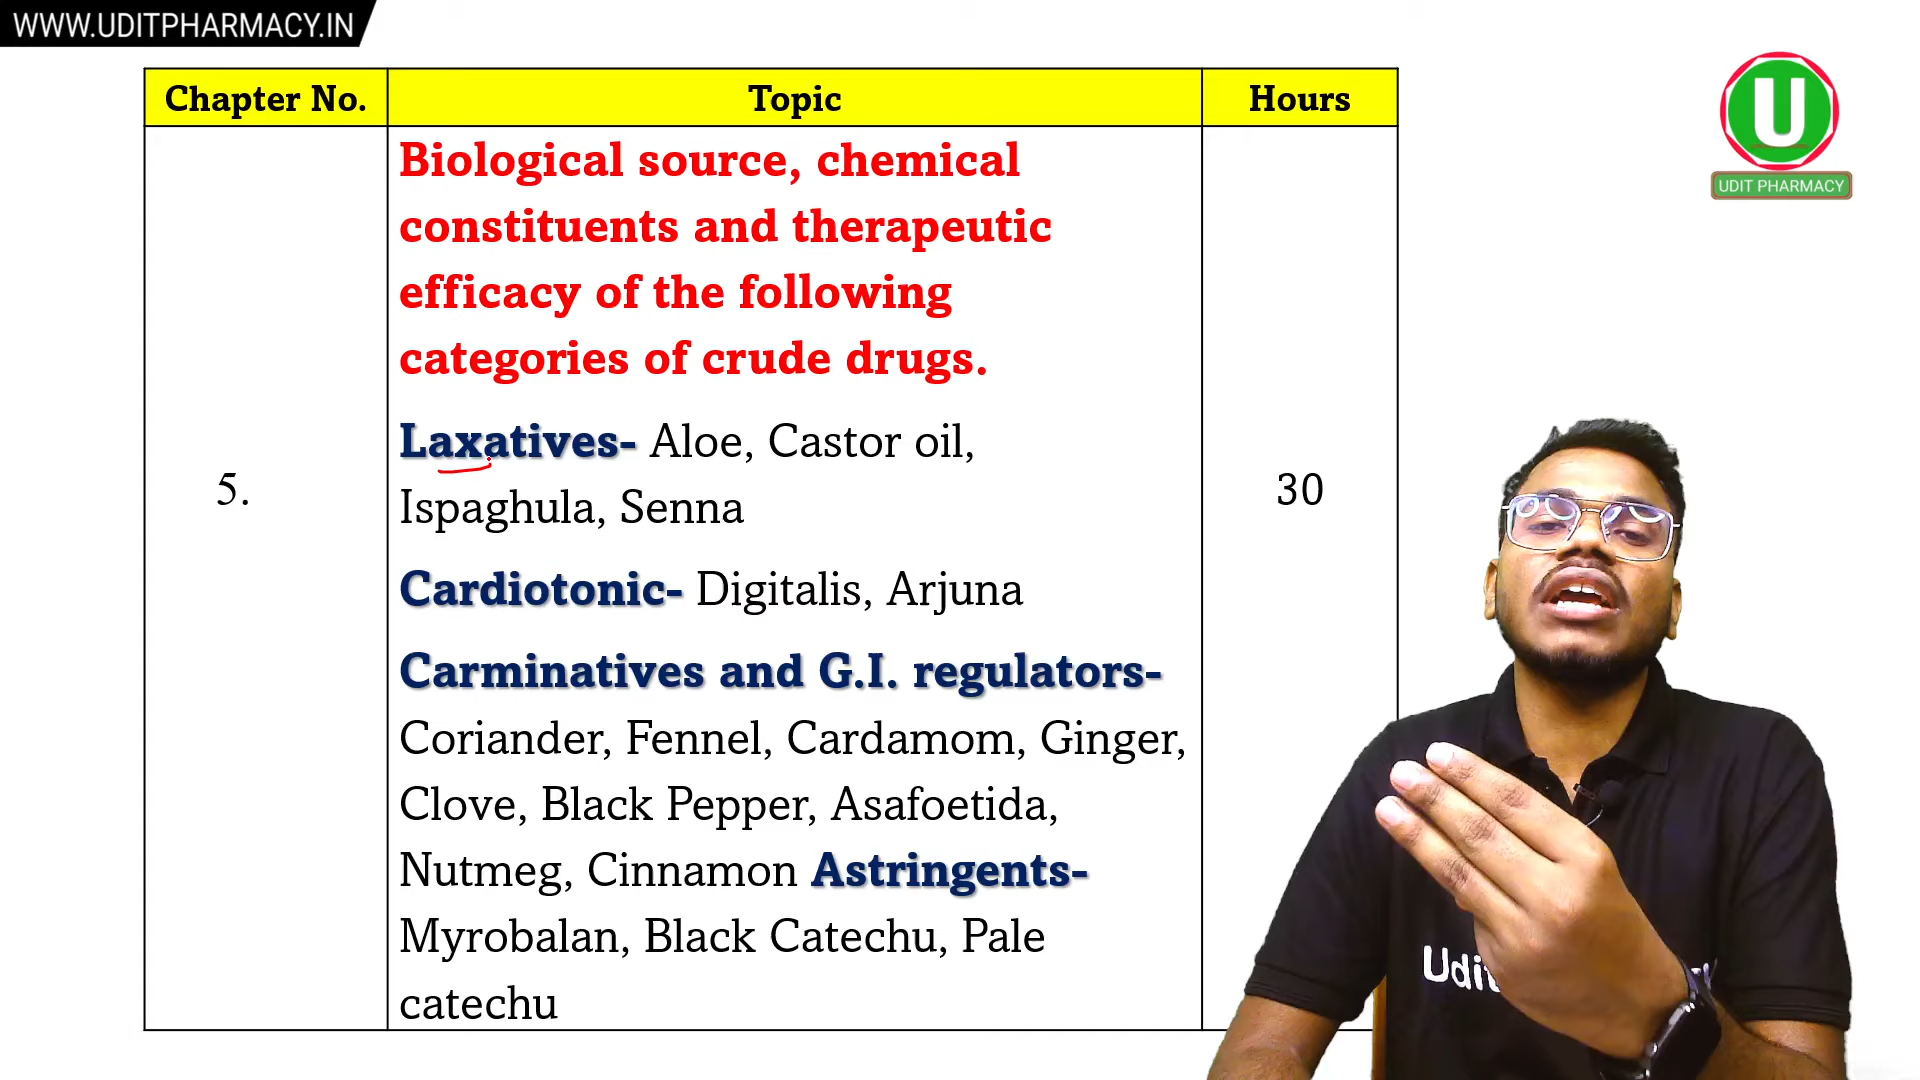 WWW.UDITPHARMACY.IN
Chapter No. Topic Hours
Biological source, chemical
constituents and therapeutic
efficacy of the following
categories of crude drugs.
Laxatives- Aloe, Castor oil,
Ispaghula, Senna
5. 30
Cardiotonic- Digitalis, Arjuna
Carminatives and G.I. regulators-
Coriander, Fennel, Cardamom, Ginger,
Clove, Black Pepper, Asafoetida,
Nutmeg, Cinnamon Astringents-
Myrobalan, Black Catechu, Pale
catechu
U
UDIT PHARMACY